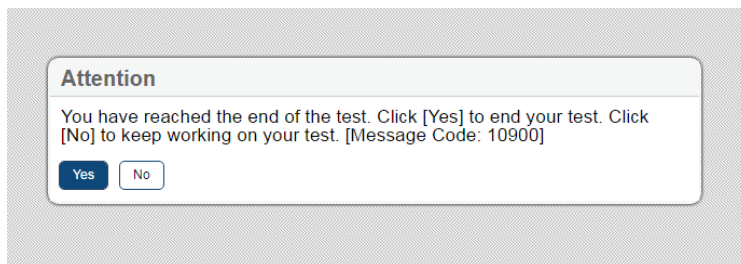 Attention
You have reached the end of the test. Click [Yes] to end your test. Click
[No] to keep working on your test. [Message Code: 10900]
Yes No